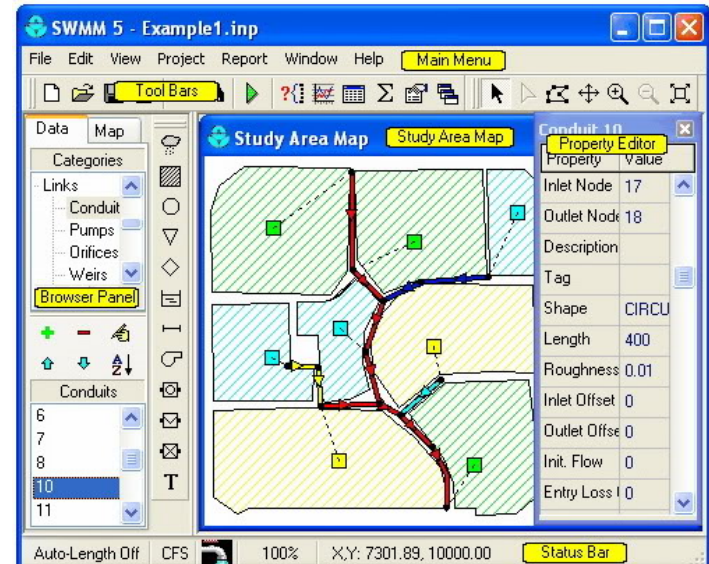 SWMM 5 - Example1.inp
File Edit View Project Report Window Help Main Menu
Tool Bars
Data Map
Categories
Links
Conduit
Pumps
Orifices
Weirs
Browser Panel
Conduits
6
7
8
10
11
T
Study Area Map Study Area Map
Conduit 10
Property Editor
Property Value
Inlet Node 17
Outlet Node 18
Description
Tag
Shape CIRCU
Length 400
Roughness 0.01
Inlet Offset 0
Outlet Offse 0
Init. Flow 0
Entry Loss 0
Auto-Length Off CFS 100% X,Y: 7301.89, 10000.00 Status Bar